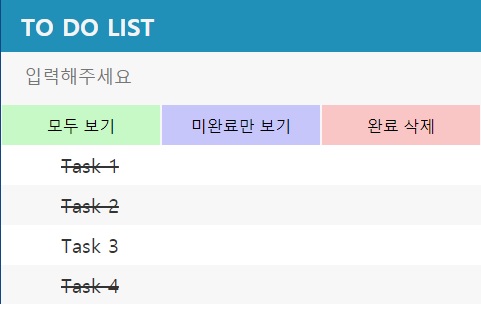 TO DO LIST
입력해주세요
모두 보기 미완료만 보기 완료 삭제
Task 1
Task 2
Task 3
Task 4